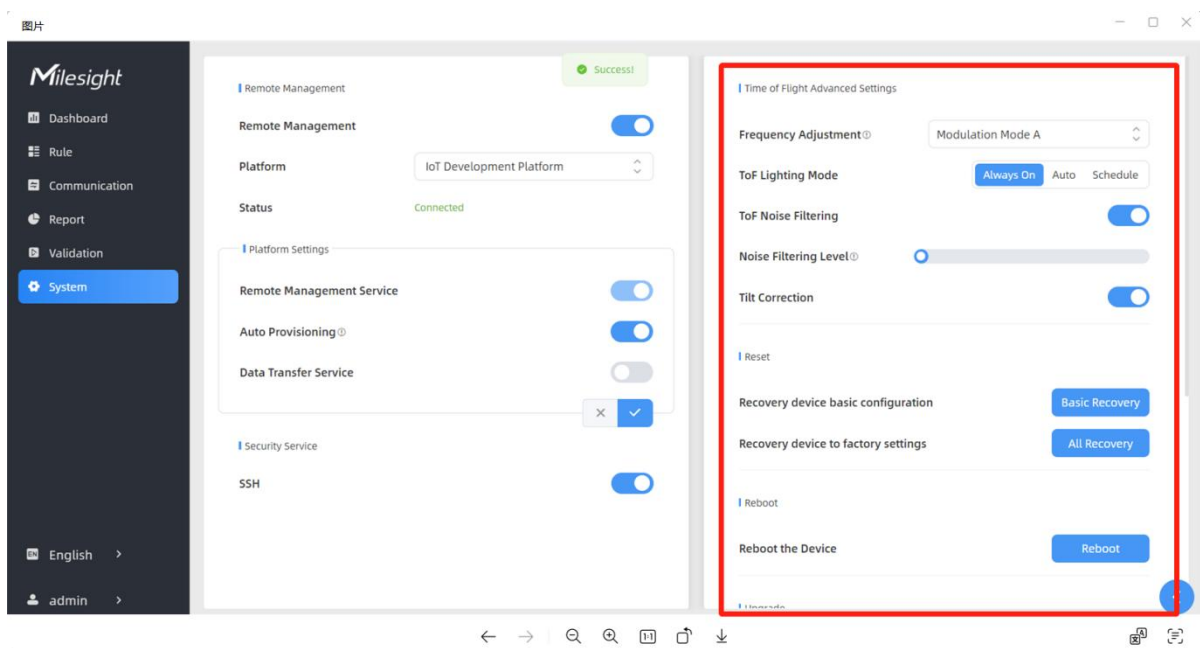 图片
Milesight
Dashboard
Rule
Communication
Report
Validation
System
EN English
admin
Success!
Remote Management
Remote Management
Platform IoT Development Platform
Status Connected
Platform Settings
Remote Management Service
Auto Provisioning
Data Transfer Service
Security Service
SSH
Time of Flight Advanced Settings
Frequency Adjustment Modulation Mode A
ToF Lighting Mode Always On Auto Schedule
ToF Noise Filtering
Noise Filtering Level
Tilt Correction
Reset
Recovery device basic configuration Basic Recovery
Recovery device to factory settings All Recovery
Reboot
Reboot the Device Reboot
Upgrade
1:1